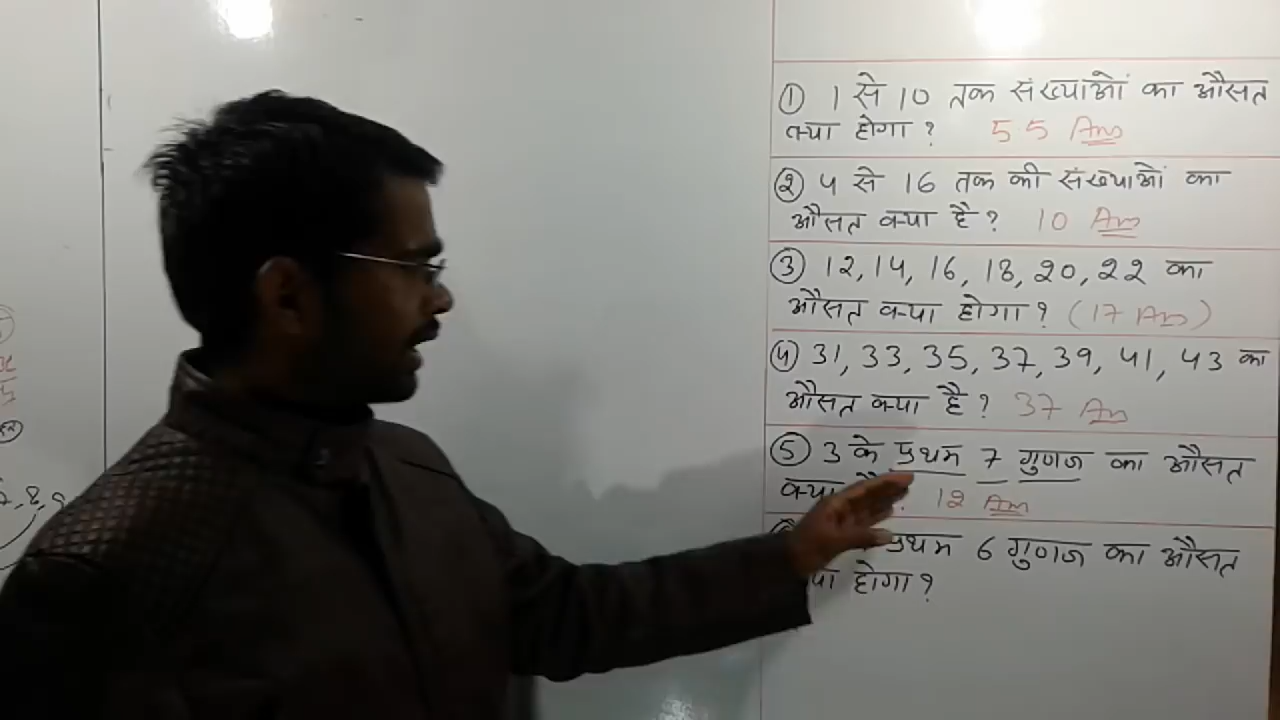 ① 1 से 10 तक संख्याओं का औसत
क्या होगा ? 5 5 Ans
② 4 से 16 तक की संख्याओं का
औसत क्या है ? 10 Ans
③ 12, 14, 16, 18, 20, 22 का
औसत क्या होगा ? (17 Ans)
④ 31, 33, 35, 37, 39, 41, 43 का
औसत क्या है ? 37 Ans
⑤ 3 के प्रथम 7 गुणज का औसत
क्या ? 12 Ans
प्रथम 6 गुणज का औसत
होगा ?